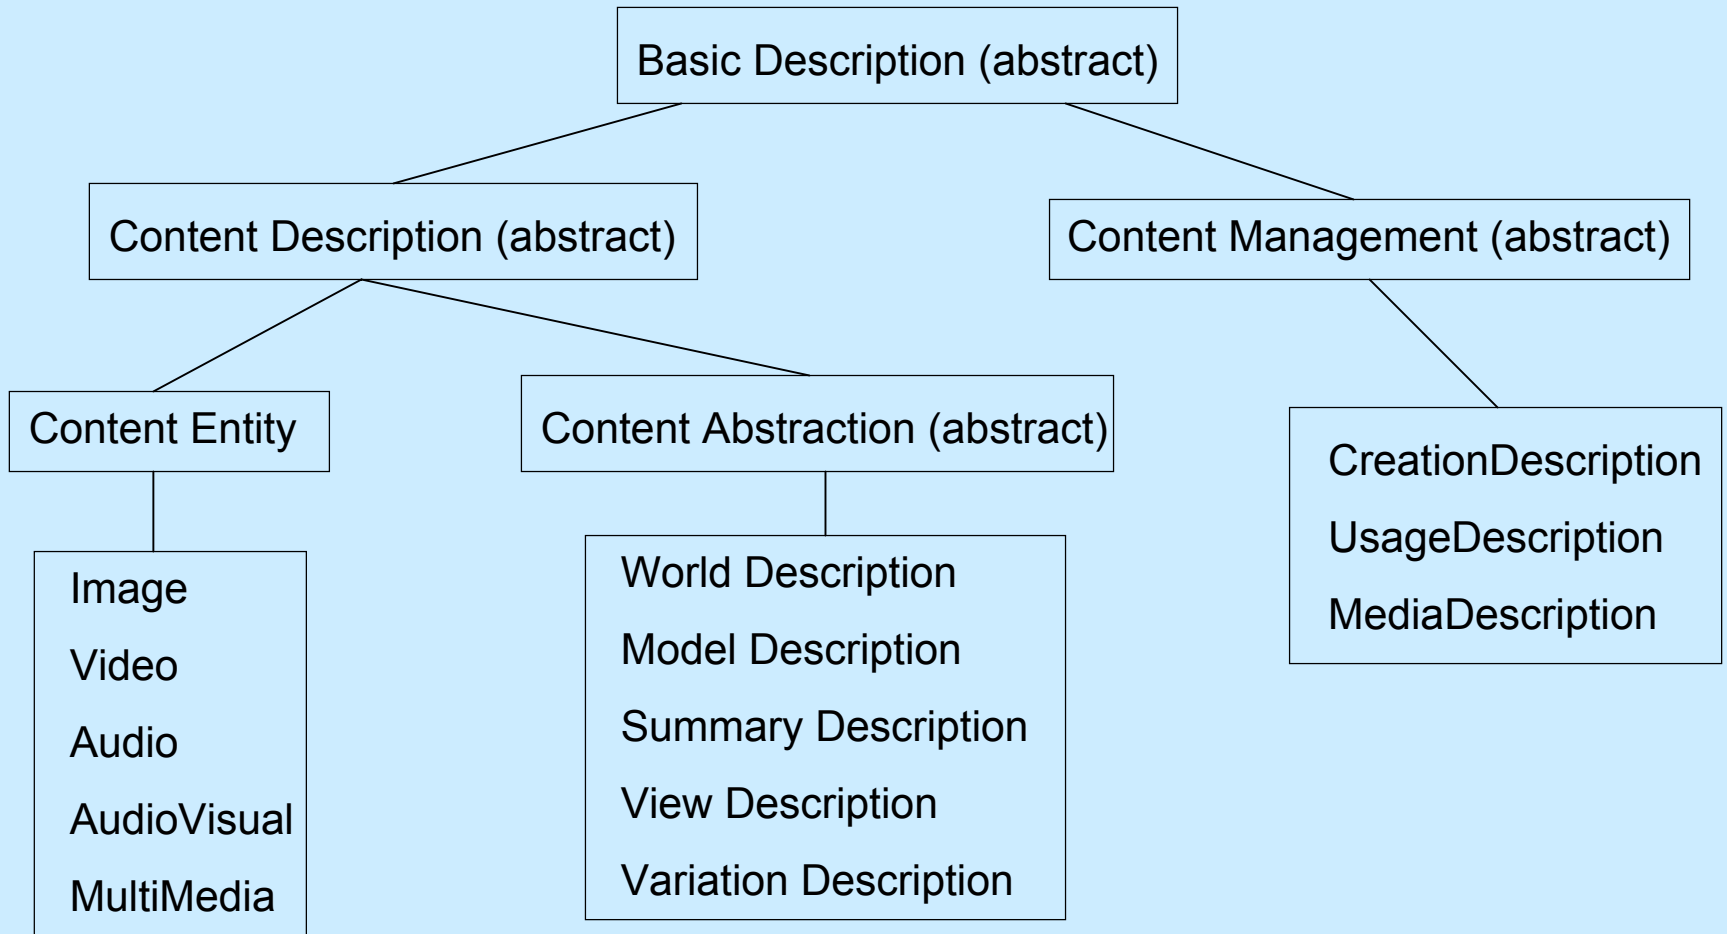 Basic Description (abstract)
Content Description (abstract)
Content Management (abstract)
Content Entity
Content Abstraction (abstract)
Image
Video
Audio
AudioVisual
MultiMedia
World Description
Model Description
Summary Description
View Description
Variation Description
CreationDescription
UsageDescription
MediaDescription